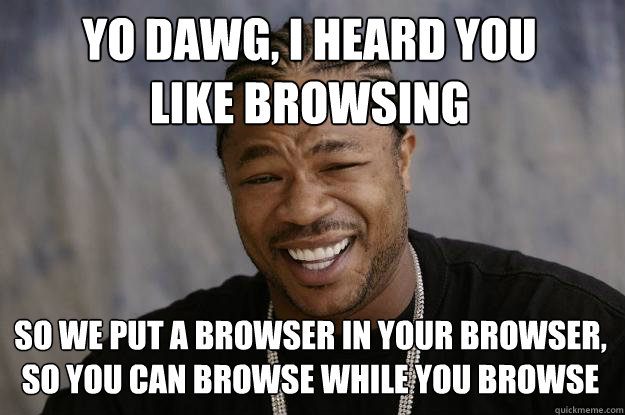 YO DAWG, I HEARD YOU
LIKE BROWSING
SO WE PUT A BROWSER IN YOUR BROWSER,
SO YOU CAN BROWSE WHILE YOU BROWSE
quickmeme.com